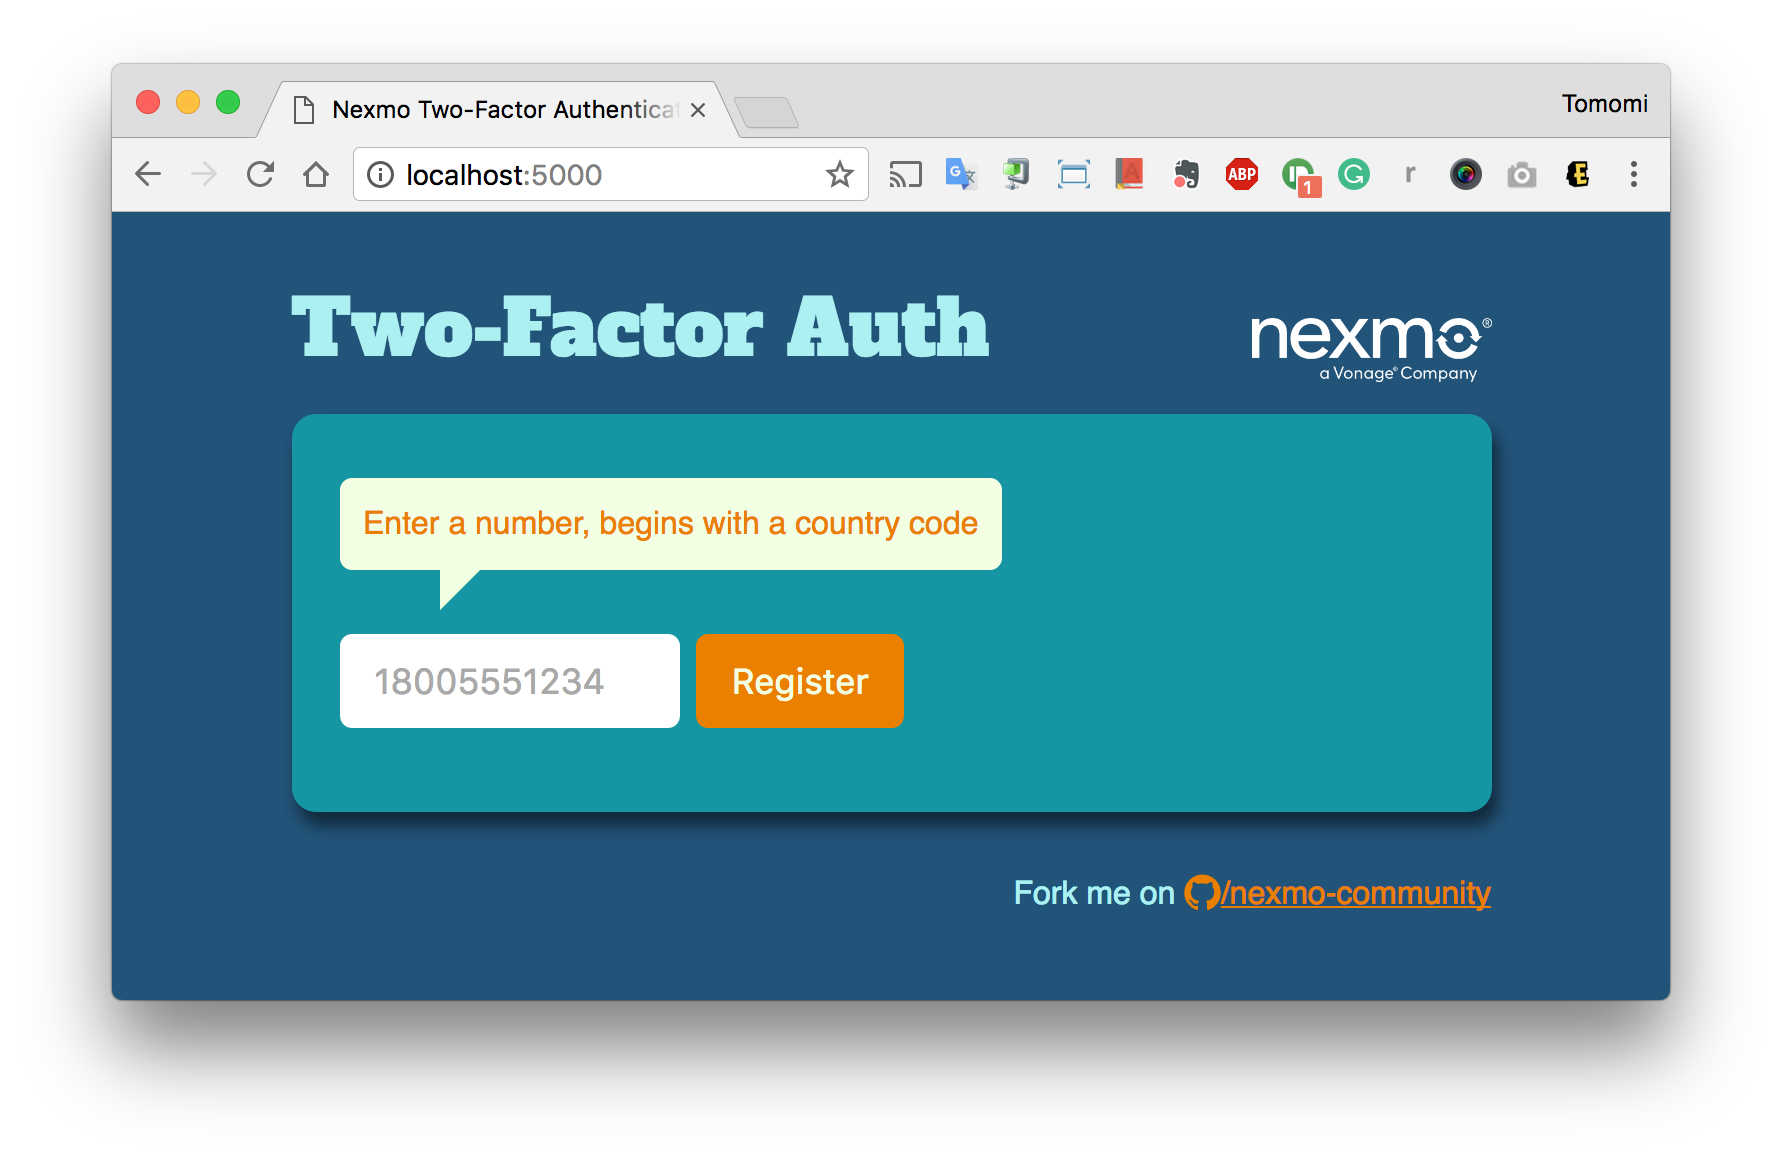 Nexmo Two-Factor Authenticat
Tomomi
localhost:5000
ABP
1
r
Two-Factor Auth
nexmo®
a Vonage® Company
Enter a number, begins with a country code
18005551234
Register
Fork me on /nexmo-community